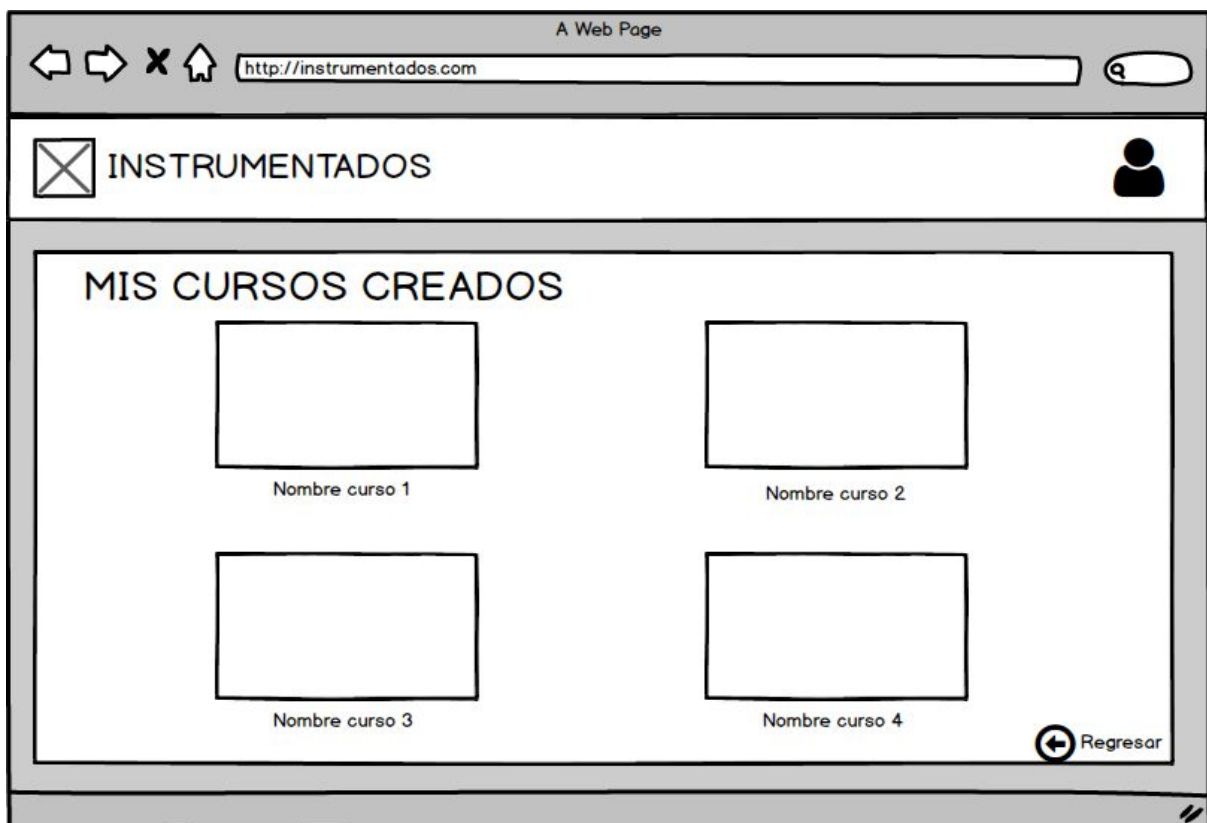 A Web Page
http://instrumentados.com
INSTRUMENTADOS
MIS CURSOS CREADOS
Nombre curso 1
Nombre curso 2
Nombre curso 3
Nombre curso 4
Regresar